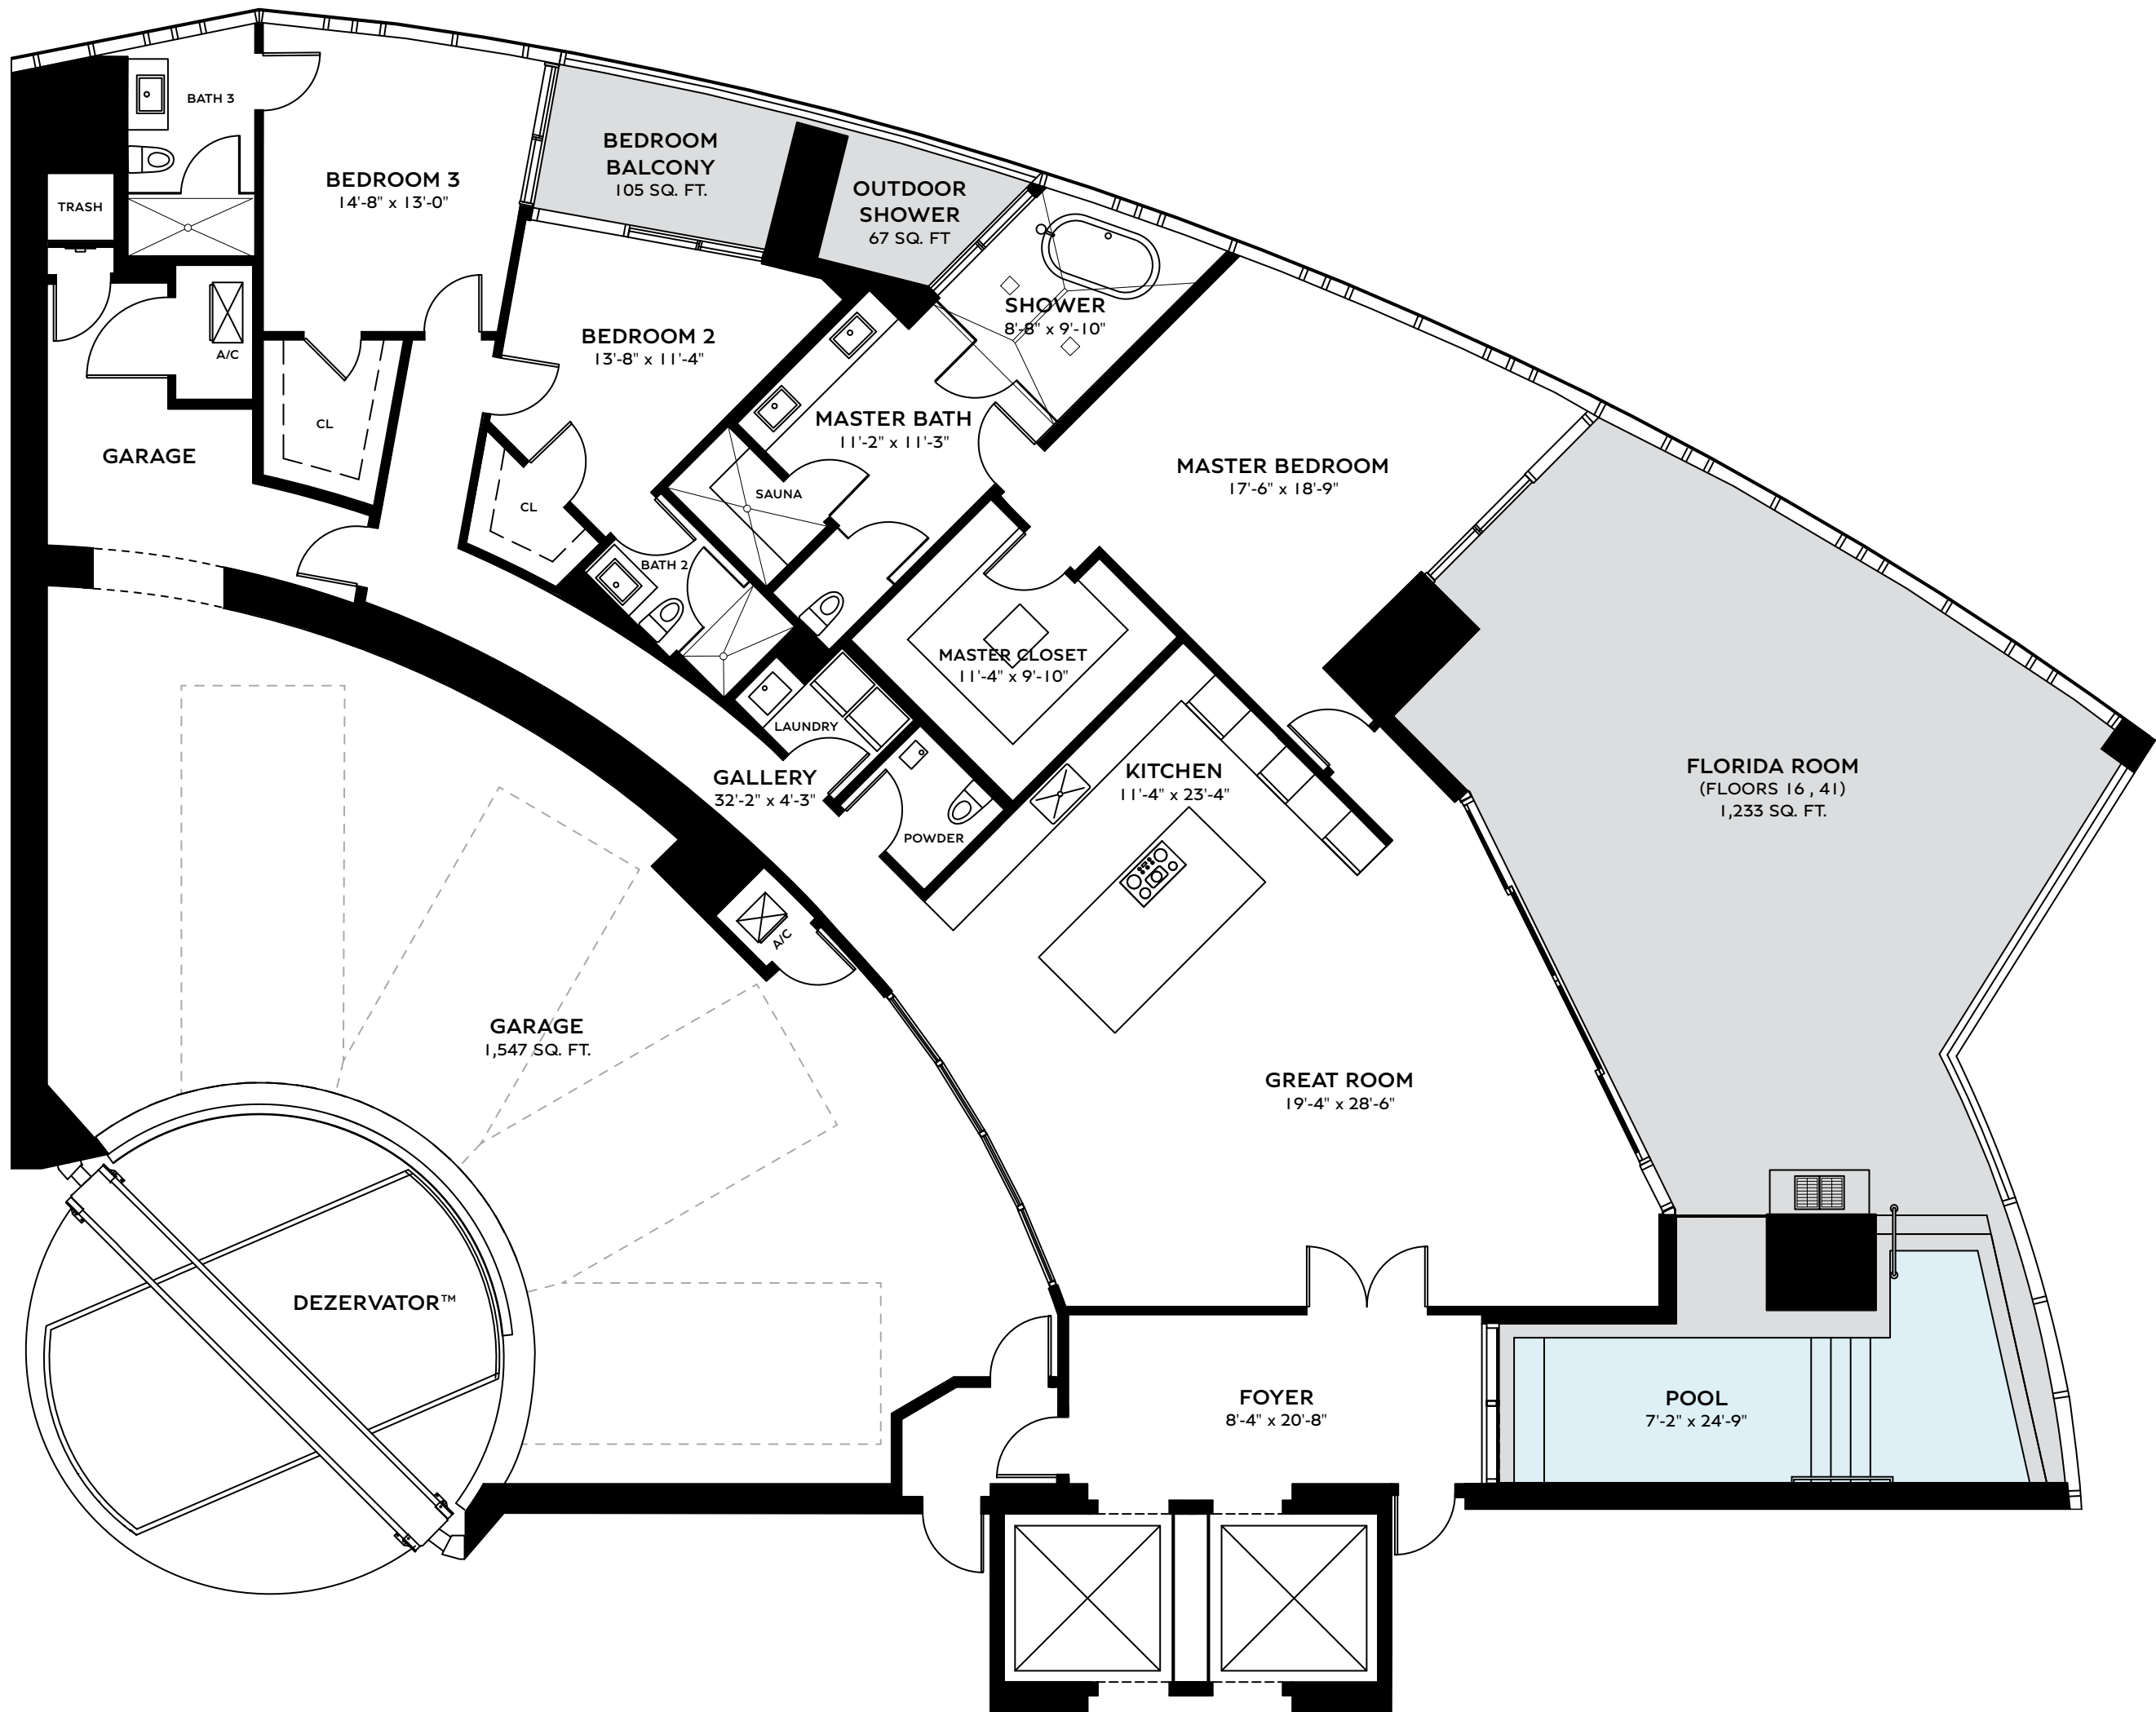 BATH 3
BEDROOM
BALCONY
105 SQ. FT.
BEDROOM 3
14'-8" x 13'-0"
OUTDOOR
SHOWER
67 SQ. FT
TRASH
SHOWER
8'-8" x 9'-10"
BEDROOM 2
13'-8" x 11'-4"
A/C
MASTER BATH
11'-2" x 11'-3"
CL
GARAGE
MASTER BEDROOM
17'-6" x 18'-9"
SAUNA
CL
BATH 2
MASTER CLOSET
11'-4" x 9'-10"
LAUNDRY
GALLERY
32'-2" x 4'-3"
KITCHEN
11'-4" x 23'-4"
FLORIDA ROOM
(FLOORS 16 , 41)
1,233 SQ. FT.
POWDER
A/C
GARAGE
1,547 SQ. FT.
GREAT ROOM
19'-4" x 28'-6"
DEZERVATOR™
FOYER
8'-4" x 20'-8"
POOL
7'-2" x 24'-9"